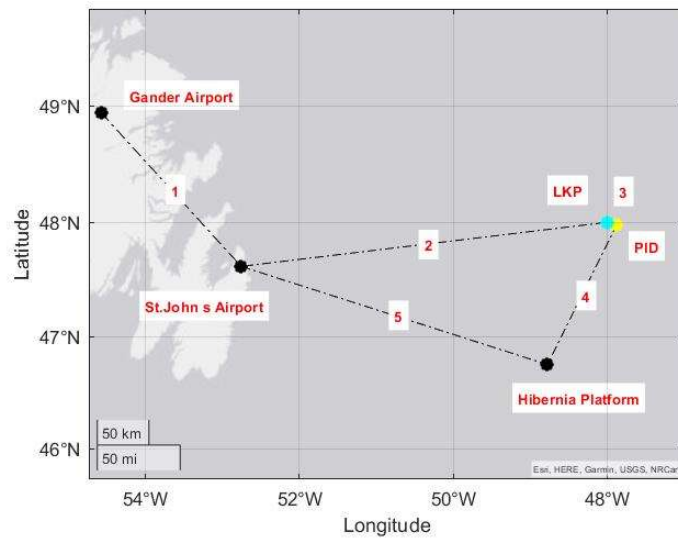 49°N
Gander Airport
1
48°N
LKP
3
2
PID
Latitude
St.John s Airport
47°N
5
4
Hibernia Platform
50 km
46°N
50 mi
Esri, HERE, Garmin, USGS, NRCan
54°W
52°W
50°W
48°W
Longitude